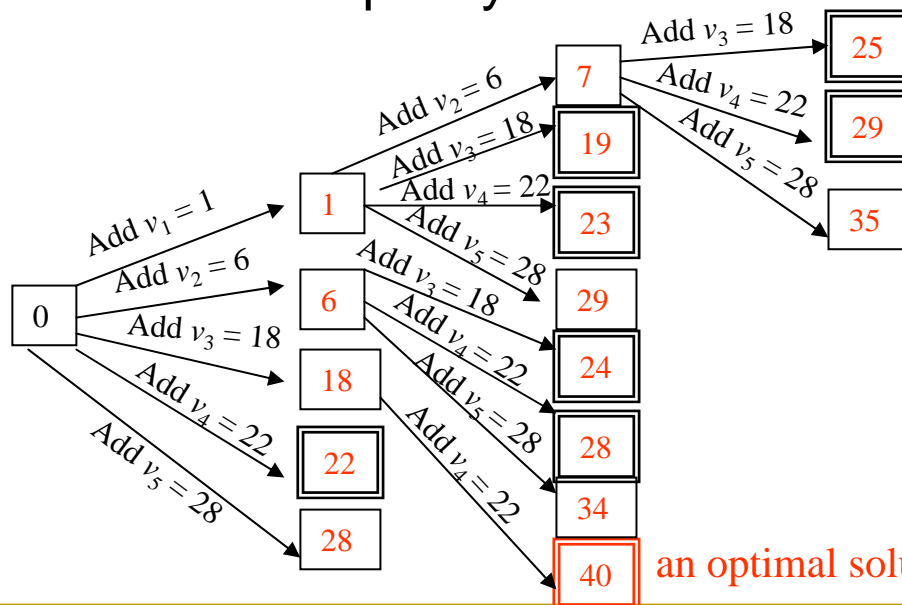 Add v₃ = 18
25
7
Add v₄ = 22
29
Add v₅ = 28
35
Add v₂ = 6
Add v₃ = 18
19
1
Add v₄ = 22
23
Add v₅ = 28
29
Add v₁ = 1
Add v₂ = 6
0
Add v₃ = 18
Add v₄ = 22
Add v₅ = 28
6
Add v₃ = 18
24
Add v₄ = 22
28
Add v₅ = 28
34
18
Add v₄ = 22
40
an optimal solu
22
28